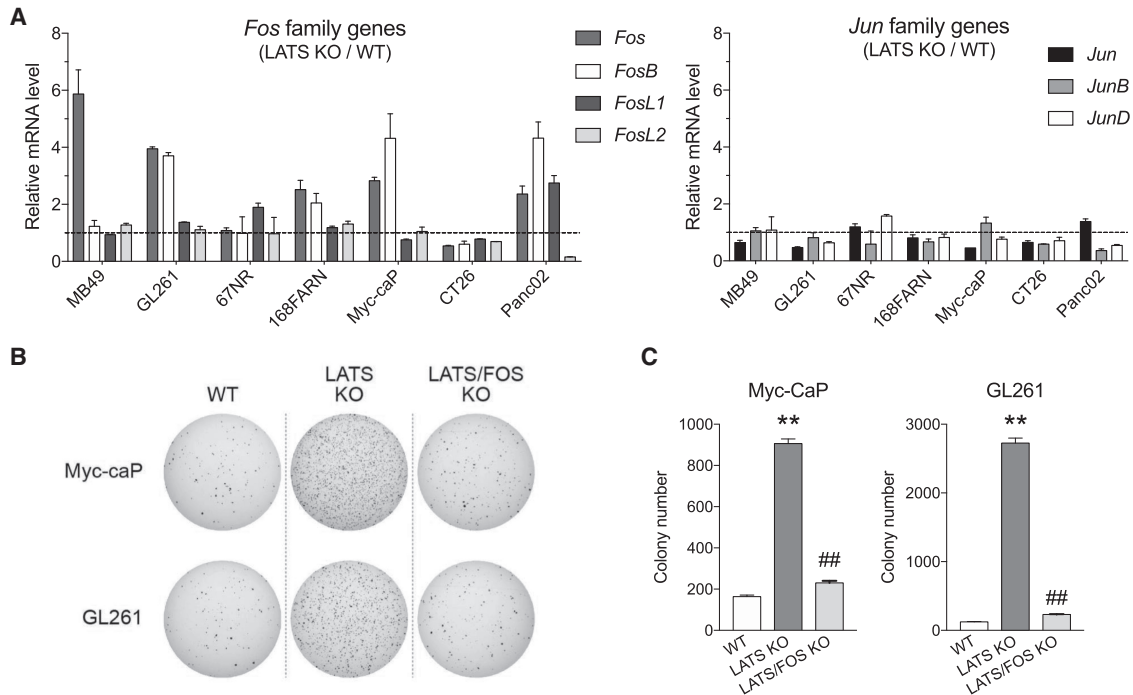 A
Fos family genes
(LATS KO / WT)
Relative mRNA level
8
6
4
2
0
MB49
GL261
67NR
168FARN
Myc-caP
CT26
Panc02
Fos
FosB
FosL1
FosL2
Jun family genes
(LATS KO / WT)
Relative mRNA level
8
6
4
2
0
MB49
GL261
67NR
168FARN
Myc-caP
CT26
Panc02
Jun
JunB
JunD
B
WT
LATS
KO
LATS/FOS
KO
Myc-caP
GL261
C
Myc-CaP
Colony number
1000
800
600
400
200
0
**
##
WT
LATS KO
LATS/FOS KO
GL261
Colony number
3000
2000
1000
0
**
##
WT
LATS KO
LATS/FOS KO